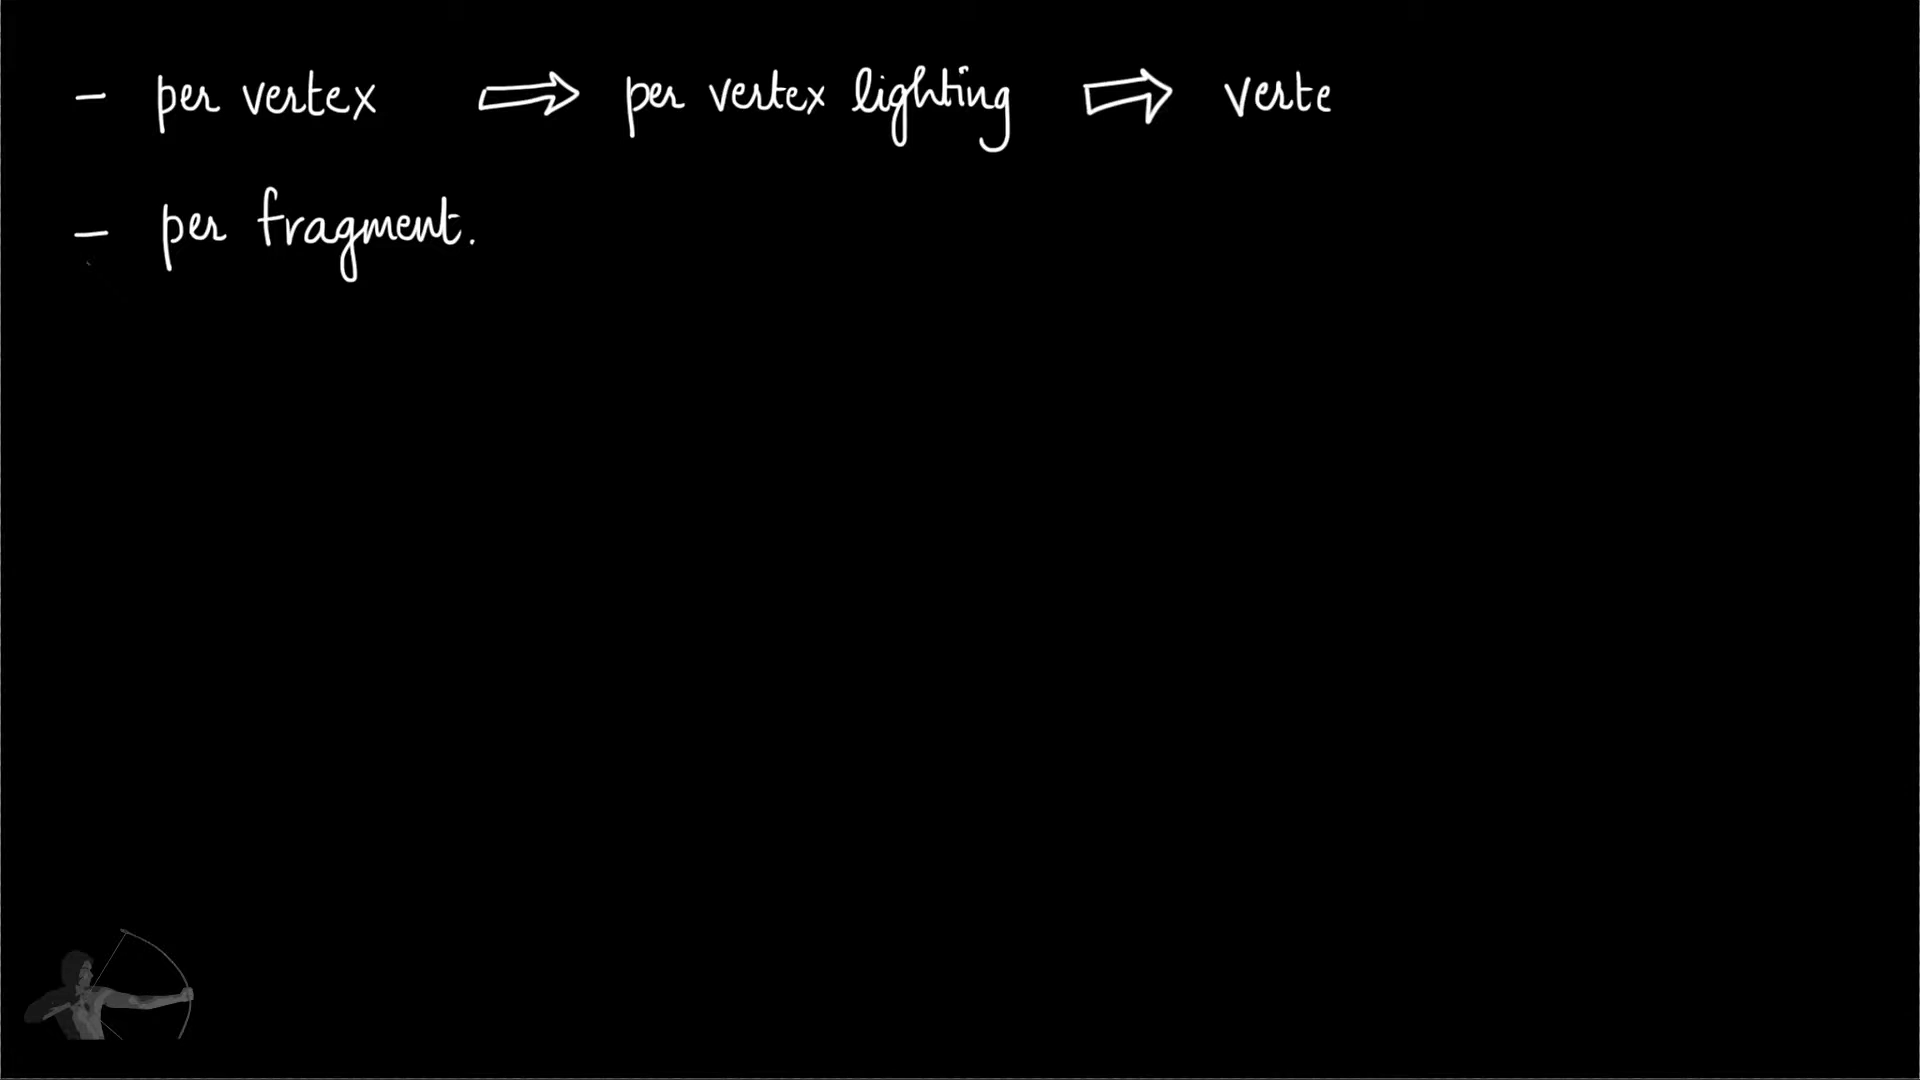 - per vertex ⇒ per vertex lighting ⇒ verte
- per fragment.